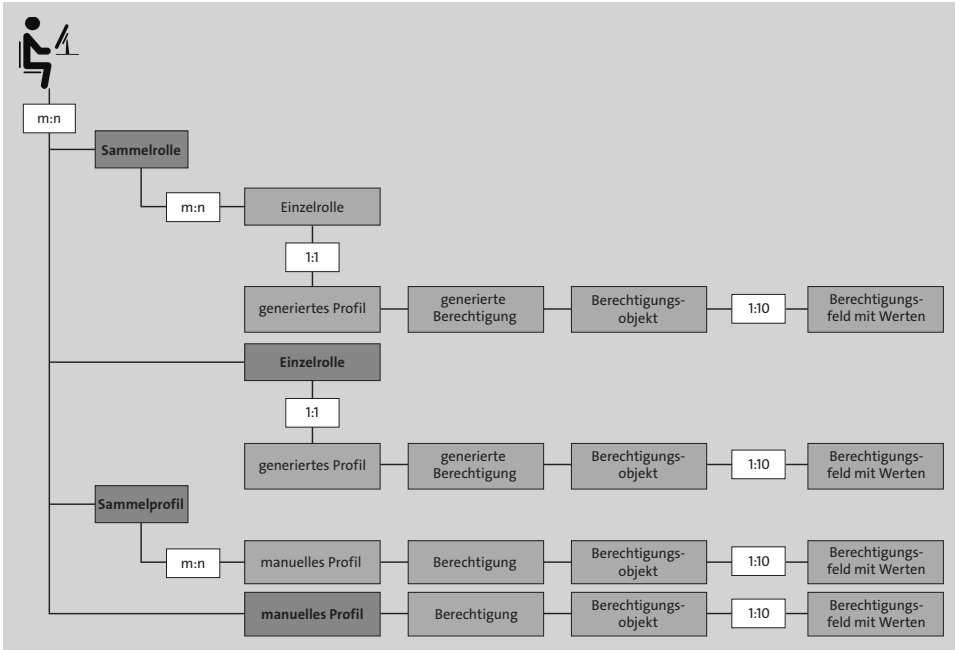 m:n
Sammelrolle
m:n
Einzelrolle
1:1
generiertes Profil
generierte
Berechtigung
Berechtigungs-
objekt
1:10
Berechtigungs-
feld mit Werten
Einzelrolle
1:1
generiertes Profil
generierte
Berechtigung
Berechtigungs-
objekt
1:10
Berechtigungs-
feld mit Werten
Sammelprofil
m:n
manuelles Profil
Berechtigung
Berechtigungs-
objekt
1:10
Berechtigungs-
feld mit Werten
manuelles Profil
Berechtigung
Berechtigungs-
objekt
1:10
Berechtigungs-
feld mit Werten